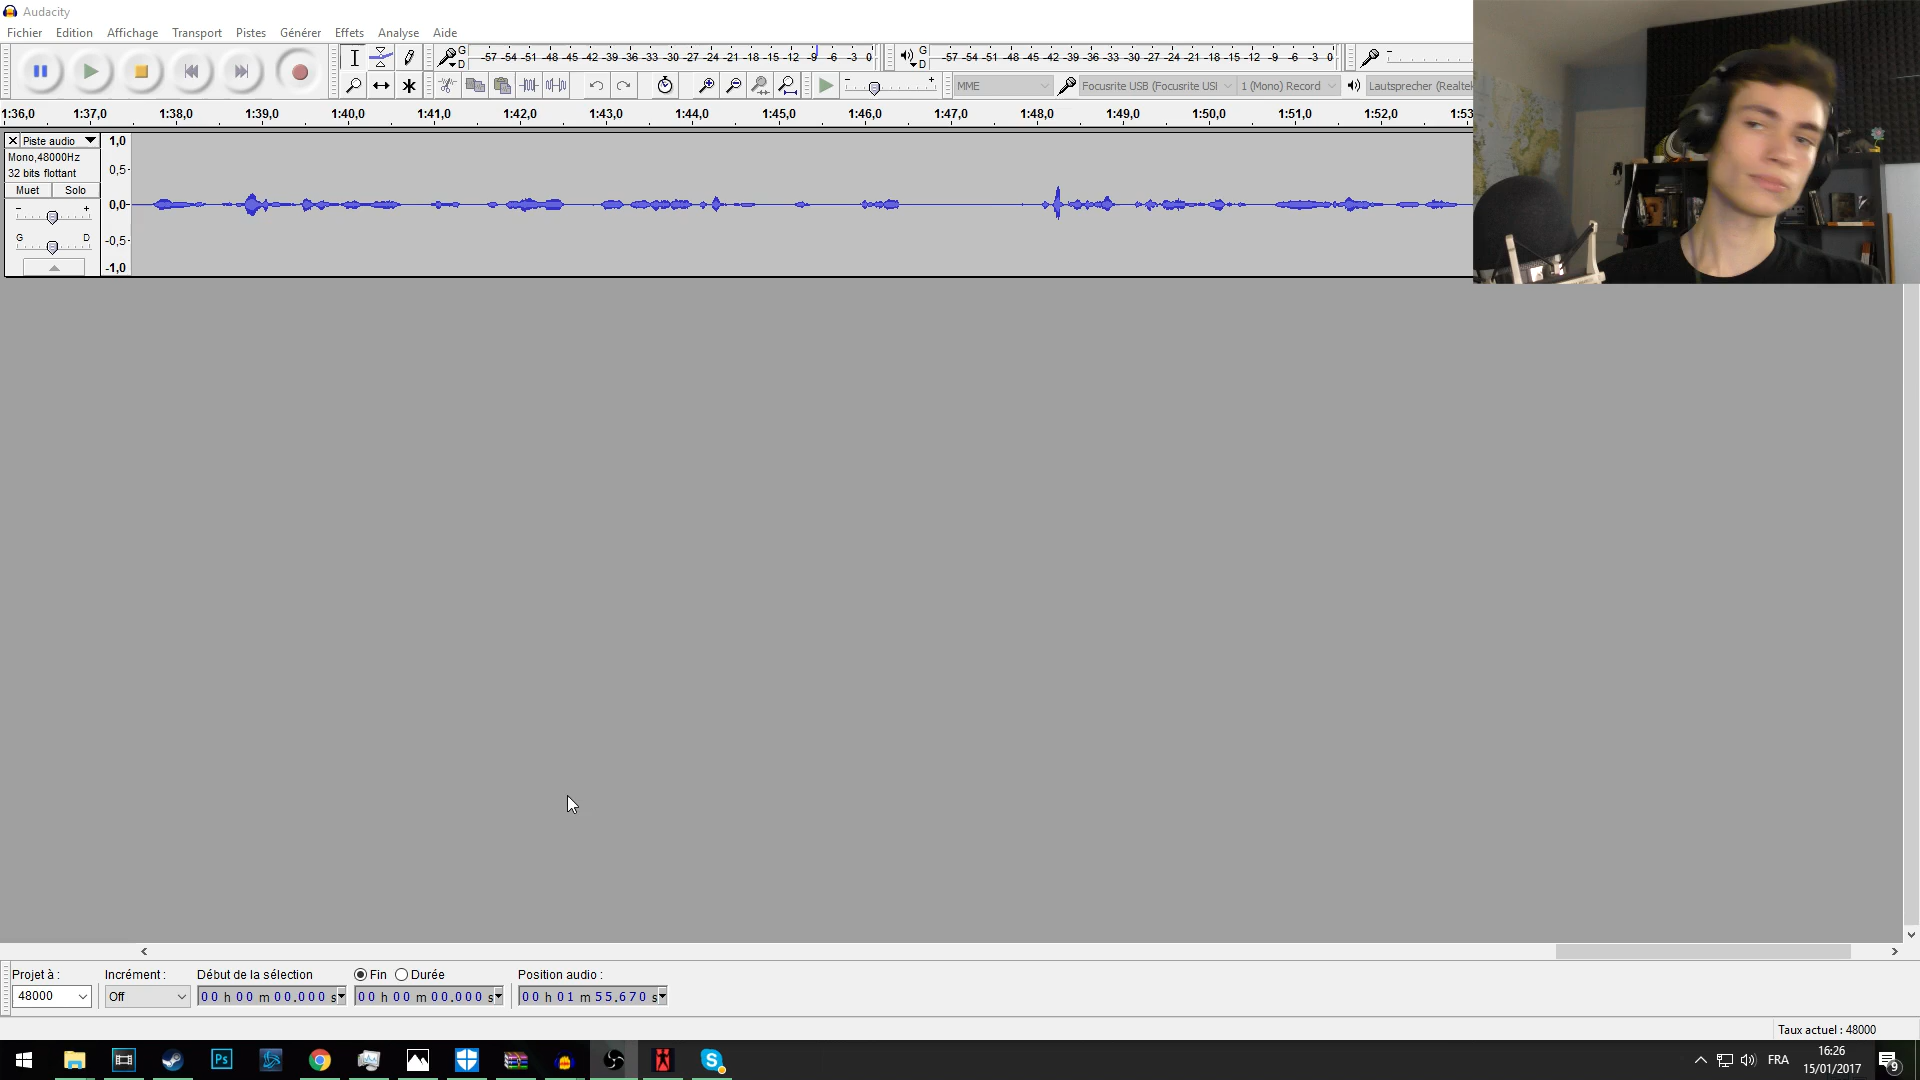 Audacity
Fichier Edition Affichage Transport Pistes Générer Effets Analyse Aide
G D -57 -54 -51 -48 -45 -42 -39 -36 -33 -30 -27 -24 -21 -18 -15 -12 -9 -6 -3 0 G D -57 -54 -51 -48 -45 -42 -39 -36 -33 -30 -27 -24 -21 -18 -15 -12 -9 -6 -3 0
MME Focusrite USB (Focusrite USI 1 (Mono) Record Lautsprecher (Realtek
1:36,0 1:37,0 1:38,0 1:39,0 1:40,0 1:41,0 1:42,0 1:43,0 1:44,0 1:45,0 1:46,0 1:47,0 1:48,0 1:49,0 1:50,0 1:51,0 1:52,0 1:53
Piste audio 1,0
Mono,48000Hz
32 bits flottant 0,5
Muet Solo
- + 0,0
G D -0,5
-1,0
Projet à : Incrément : Début de la sélection Fin Durée Position audio :
48000 Off 00 h 00 m 00.000 s 00 h 00 m 00.000 s 00 h 01 m 55.670 s
Taux actuel : 48000
Ps S FRA 16:26
15/01/2017 9